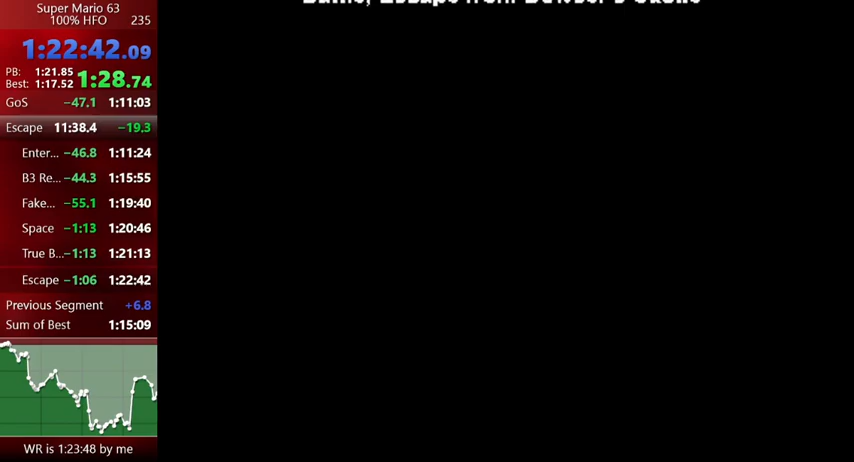 Super Mario 63
100% HFO 235
1:22:42.09
PB: 1:21.85
Best: 1:17.52
1:28.74
GoS −47.1 1:11:03
Escape 11:38.4 −19.3
Enter... −46.8 1:11:24
B3 Re... −44.3 1:15:55
Fake... −55.1 1:19:40
Space −1:13 1:20:46
True B... −1:13 1:21:13
Escape −1:06 1:22:42
Previous Segment +6.8
Sum of Best 1:15:09
WR is 1:23:48 by me